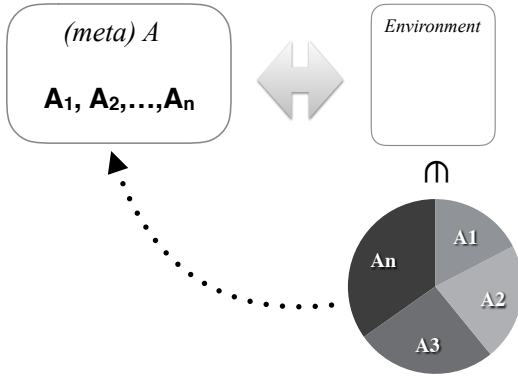 (meta) A
A1, A2,…,An
Environment
∈
A1
An
A2
A3